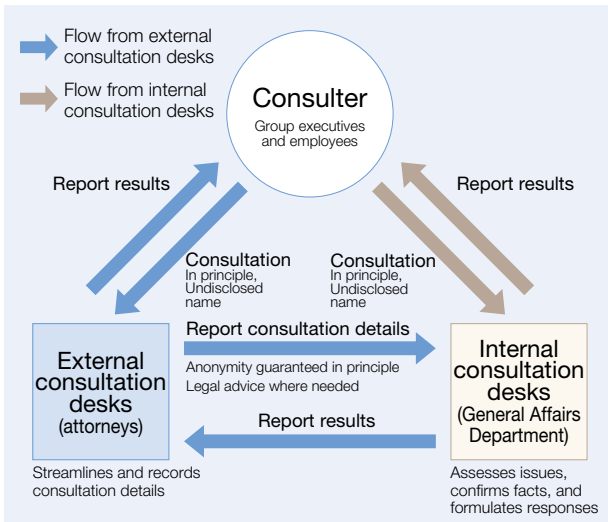 Flow from external
consultation desks
Flow from internal
consultation desks
Consulter
Group executives
and employees
Report results
Report results
Consultation
In principle,
Undisclosed
name
Consultation
In principle,
Undisclosed
name
External
consultation
desks
(attorneys)
Report consultation details
Anonymity guaranteed in principle
Legal advice where needed
Internal
consultation
desks
(General Affairs
Department)
Report results
Streamlines and records
consultation details
Assesses issues,
confirms facts, and
formulates responses